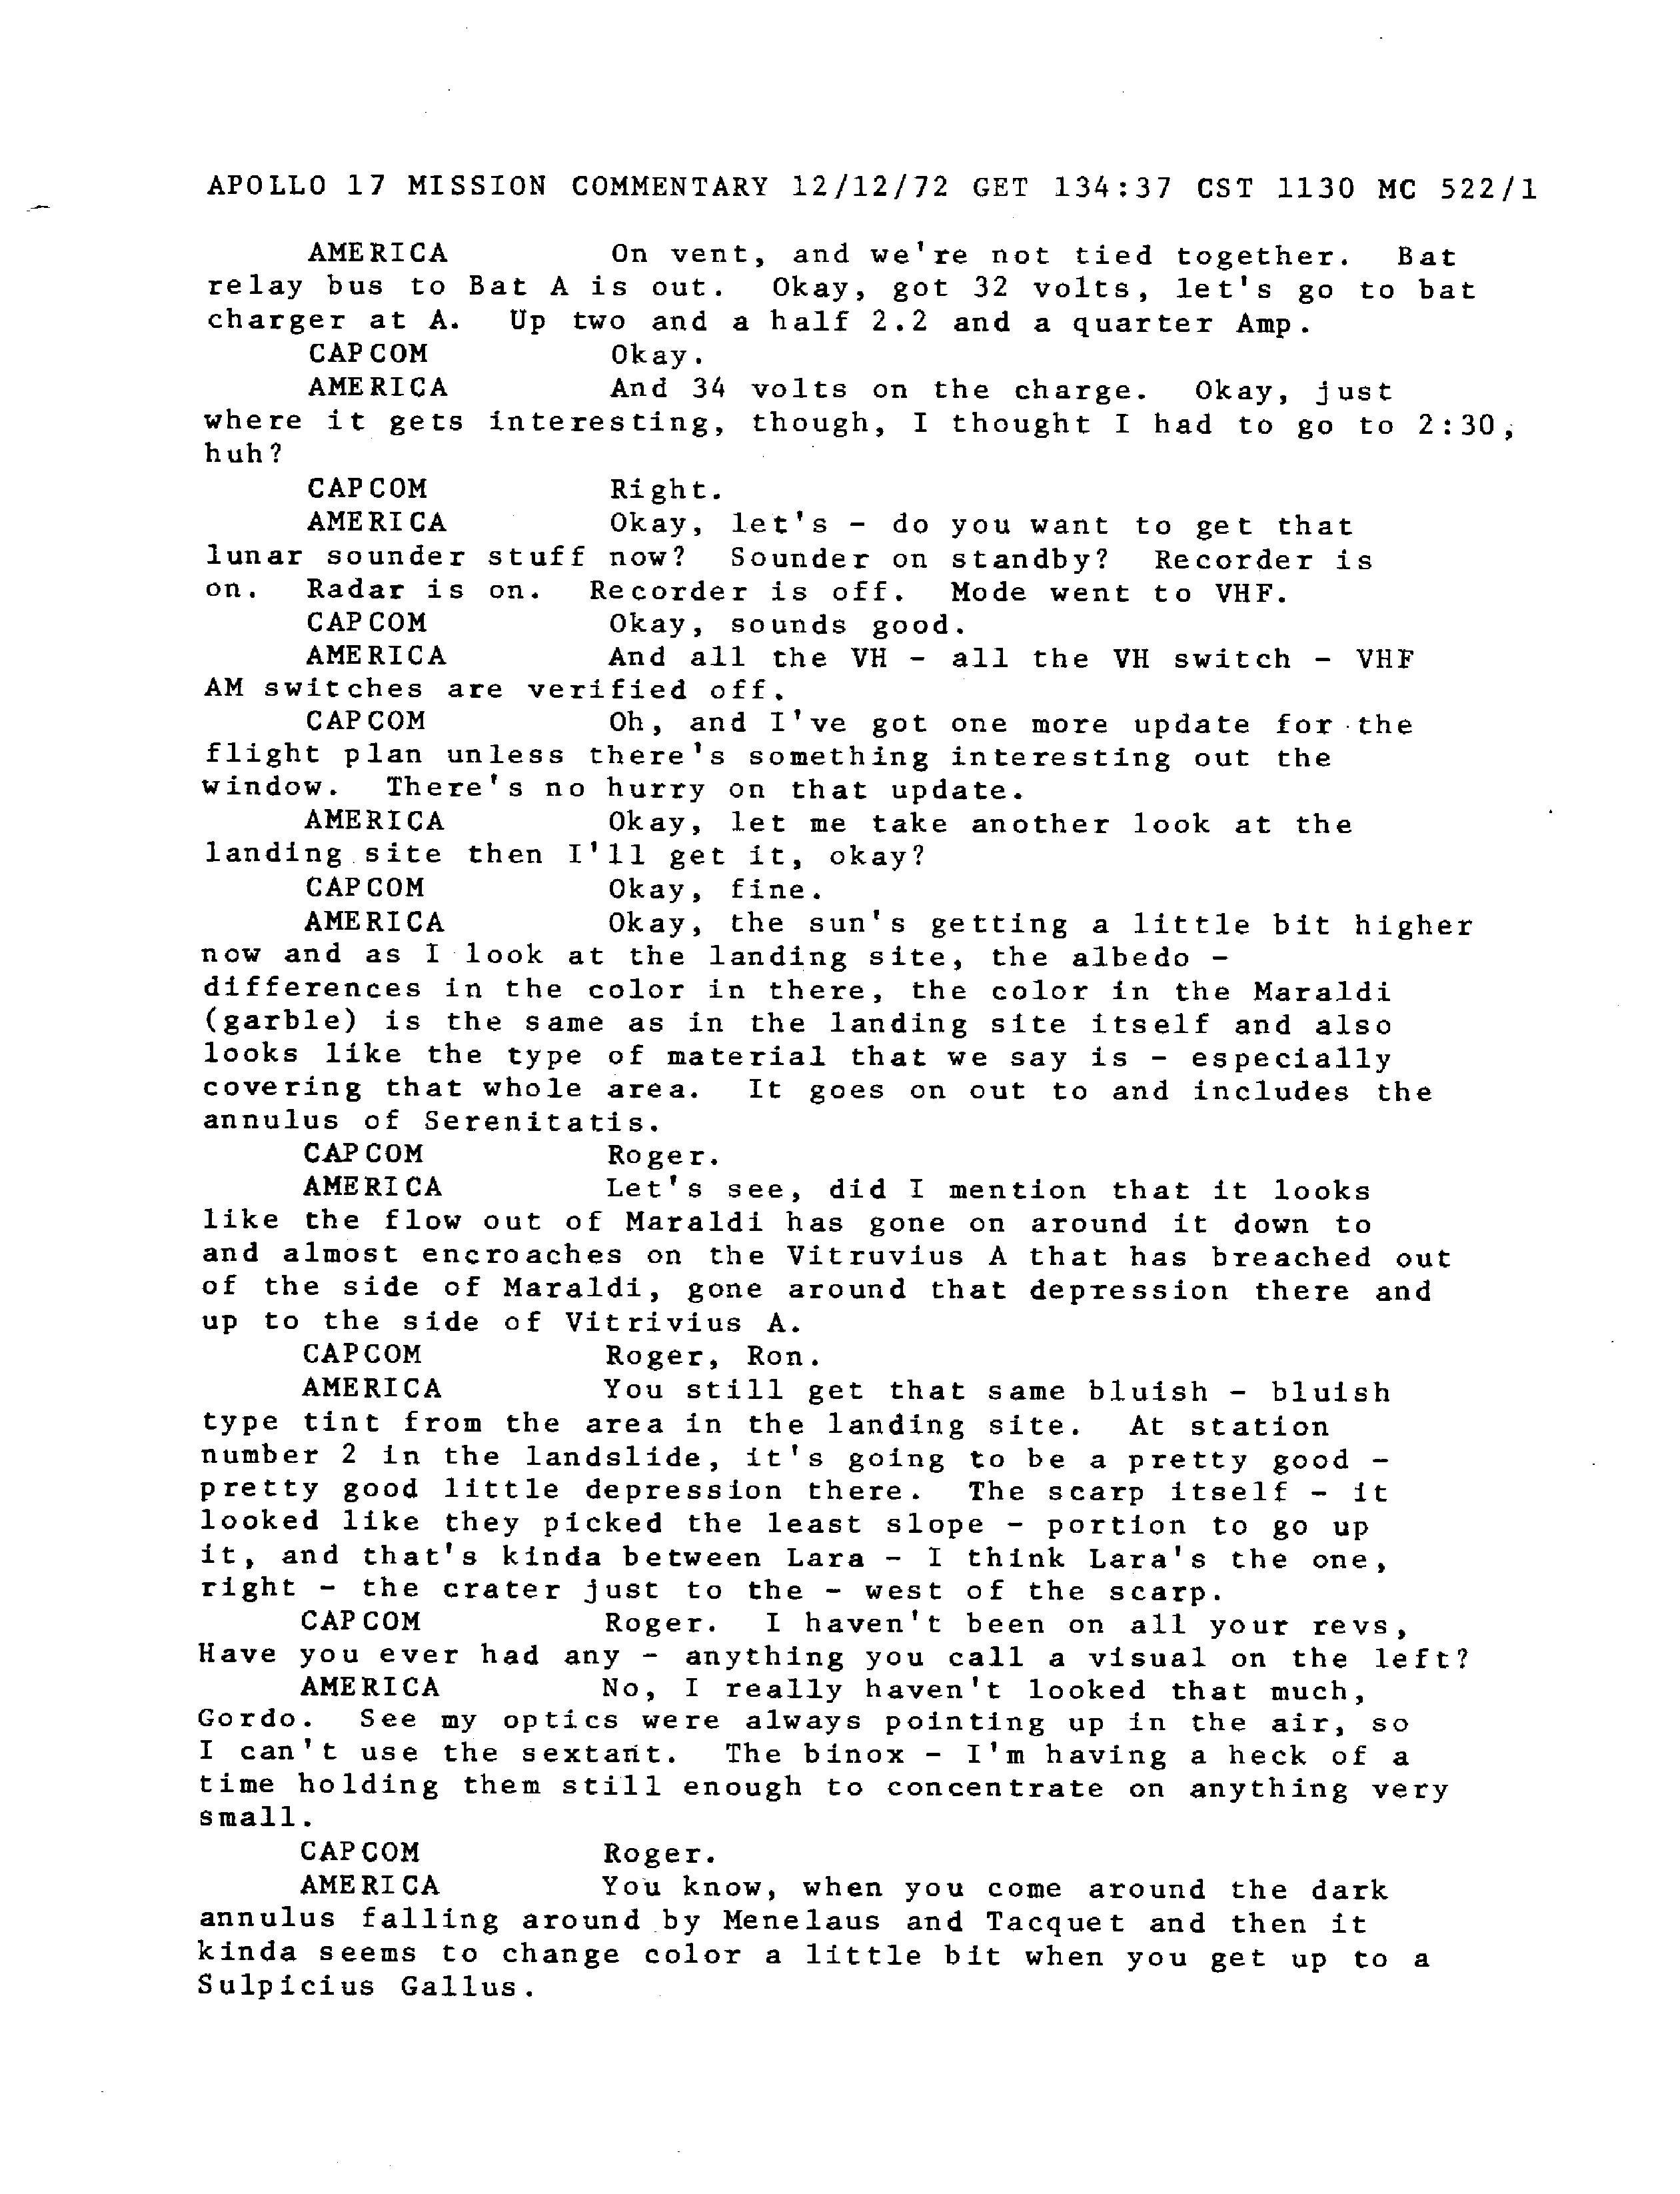 APOLLO 17 MISSION COMMENTARY 12/12/72 GET 134:37 CST 1130 MC 522/1
AMERICA On vent, and we're not tied together. Bat
relay bus to Bat A is out. Okay, got 32 volts, let's go to bat
charger at A. Up two and a half 2.2 and a quarter Amp.
CAPCOM Okay.
AMERICA And 34 volts on the charge. Okay, just
where it gets interesting, though, I thought I had to go to 2:30,
huh?
CAPCOM Right.
AMERICA Okay, let's - do you want to get that
lunar sounder stuff now? Sounder on standby? Recorder is
on. Radar is on. Recorder is off. Mode went to VHF.
CAPCOM Okay, sounds good.
AMERICA And all the VH - all the VH switch - VHF
AM switches are verified off.
CAPCOM Oh, and I've got one more update for the
flight plan unless there's something interesting out the
window. There's no hurry on that update.
AMERICA Okay, let me take another look at the
landing site then I'll get it, okay?
CAPCOM Okay, fine.
AMERICA Okay, the sun's getting a little bit higher
now and as I look at the landing site, the albedo -
differences in the color in there, the color in the Maraldi
(garble) is the same as in the landing site itself and also
looks like the type of material that we say is - especially
covering that whole area. It goes on out to and includes the
annulus of Serenitatis.
CAPCOM Roger.
AMERICA Let's see, did I mention that it looks
like the flow out of Maraldi has gone on around it down to
and almost encroaches on the Vitruvius A that has breached out
of the side of Maraldi, gone around that depression there and
up to the side of Vitrivius A.
CAPCOM Roger, Ron.
AMERICA You still get that same bluish - bluish
type tint from the area in the landing site. At station
number 2 in the landslide, it's going to be a pretty good -
pretty good little depression there. The scarp itself - it
looked like they picked the least slope - portion to go up
it, and that's kinda between Lara - I think Lara's the one,
right - the crater just to the - west of the scarp.
CAPCOM Roger. I haven't been on all your revs,
Have you ever had any - anything you call a visual on the left?
AMERICA No, I really haven't looked that much,
Gordo. See my optics were always pointing up in the air, so
I can't use the sextant. The binox - I'm having a heck of a
time holding them still enough to concentrate on anything very
small.
CAPCOM Roger.
AMERICA You know, when you come around the dark
annulus falling around by Menelaus and Tacquet and then it
kinda seems to change color a little bit when you get up to a
Sulpicius Gallus.